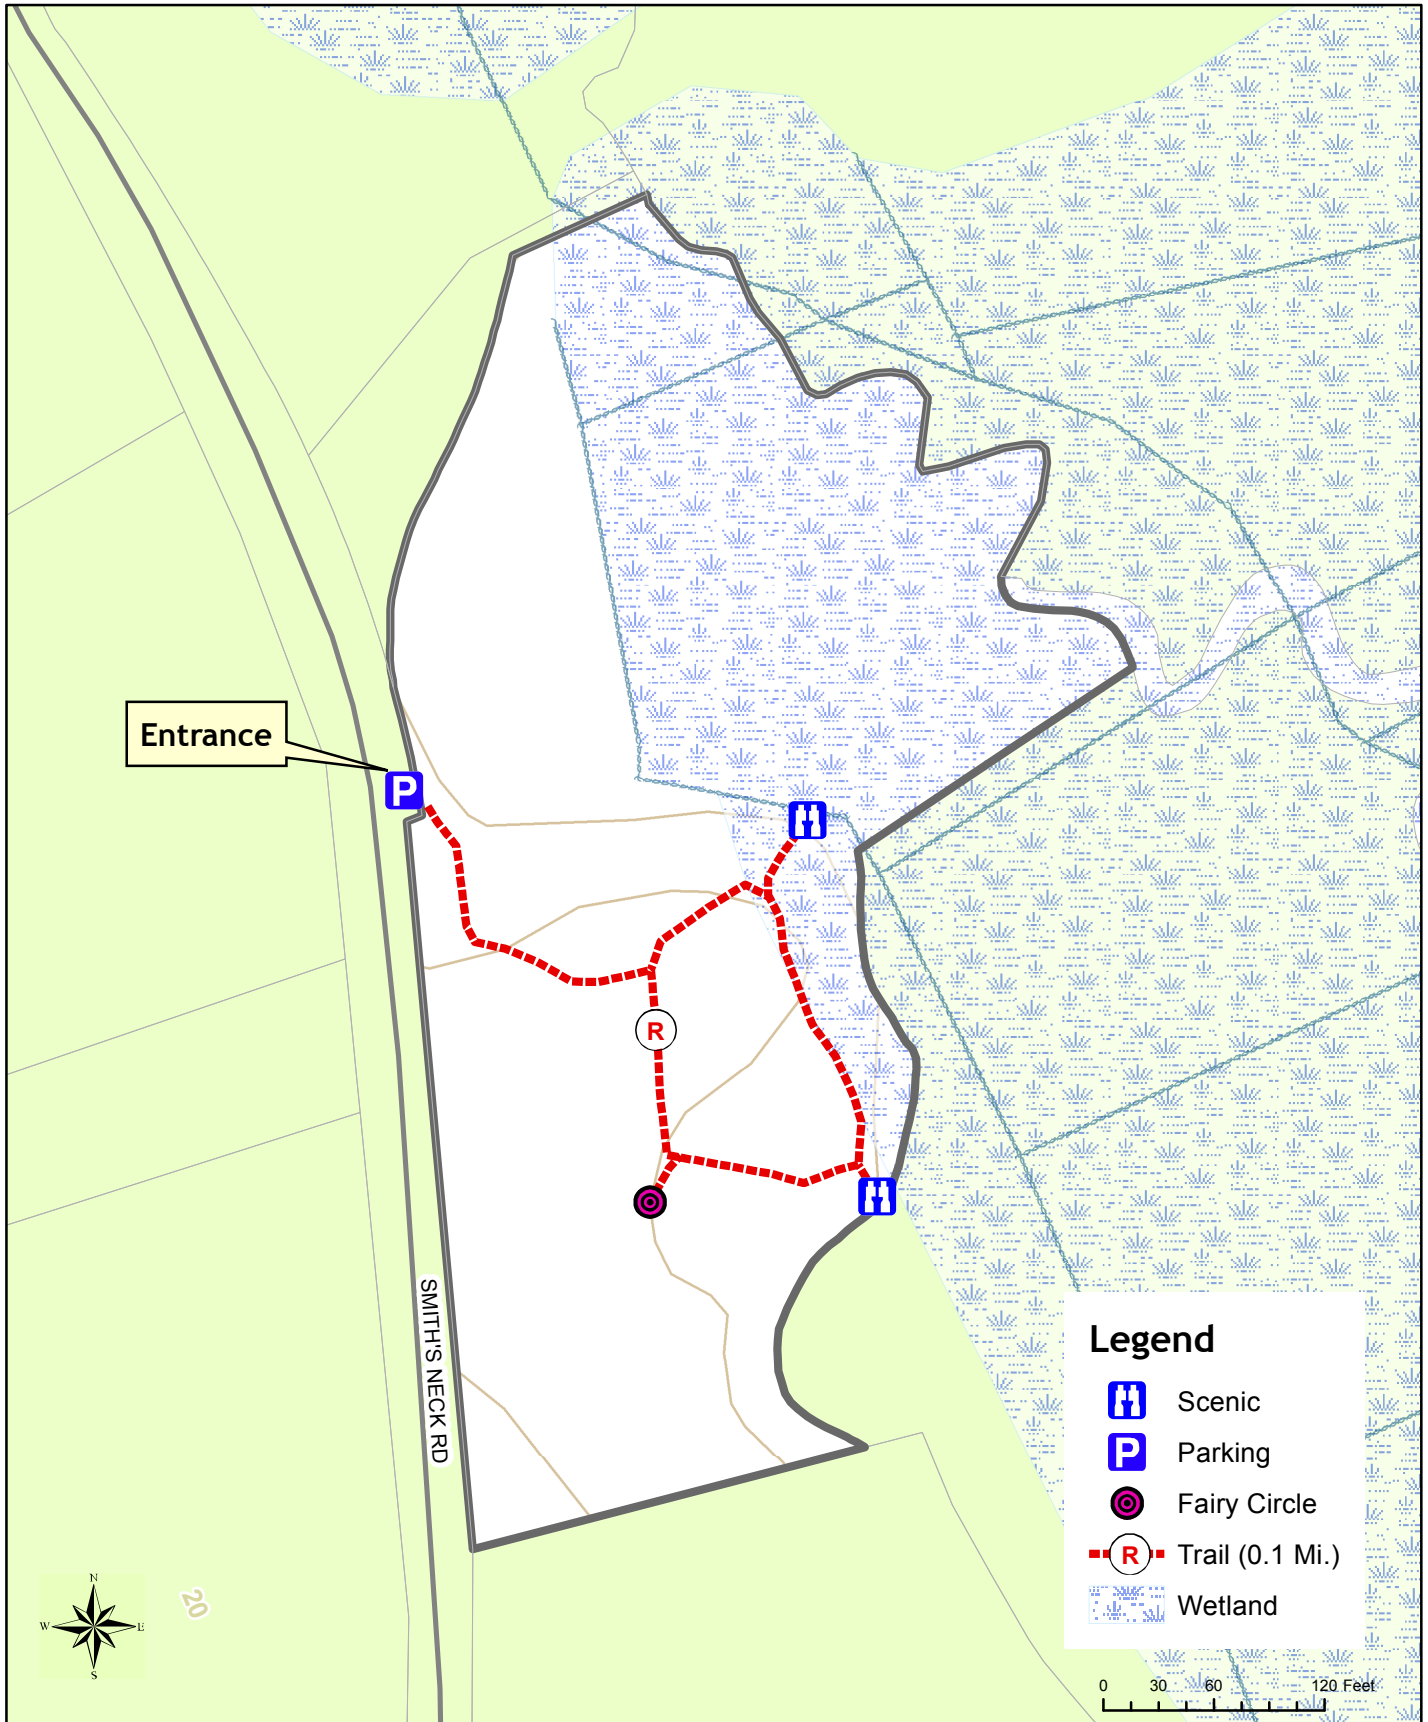 Entrance
P
R
SMITH'S NECK RD
20
N
W E
S
Legend
Scenic
P Parking
Fairy Circle
R Trail (0.1 Mi.)
Wetland
0 30 60 120 Feet